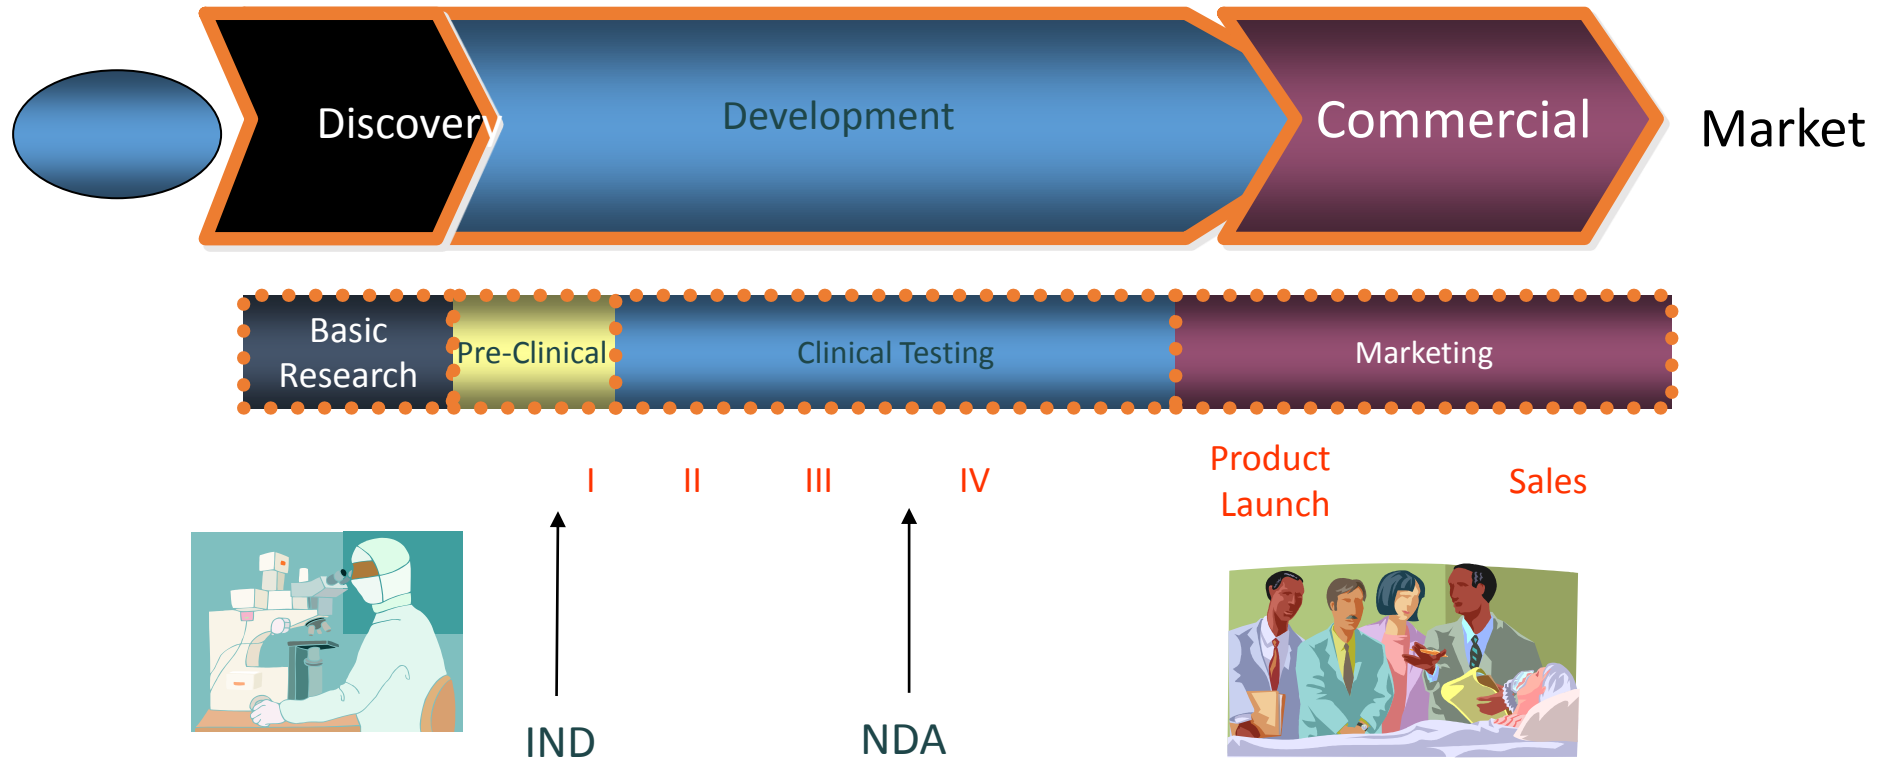 Discovery
Development
Commercial
Market
Basic
Research
Pre-Clinical
Clinical Testing
Marketing
I
II
III
IV
Product
Launch
Sales
IND
NDA